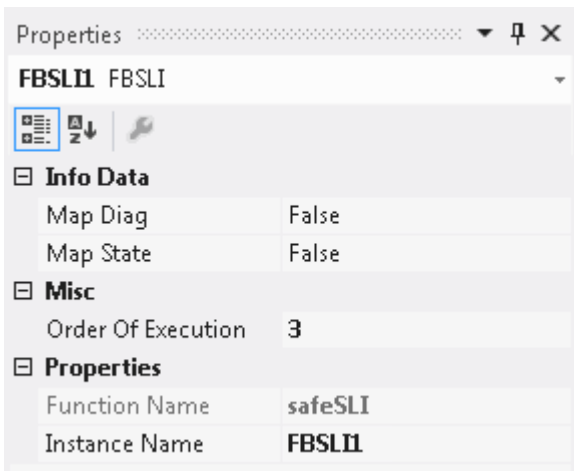 Properties
FBSLI1 FBSLI
Info Data
Map Diag False
Map State False
Misc
Order Of Execution 3
Properties
Function Name safeSLI
Instance Name FBSLI1